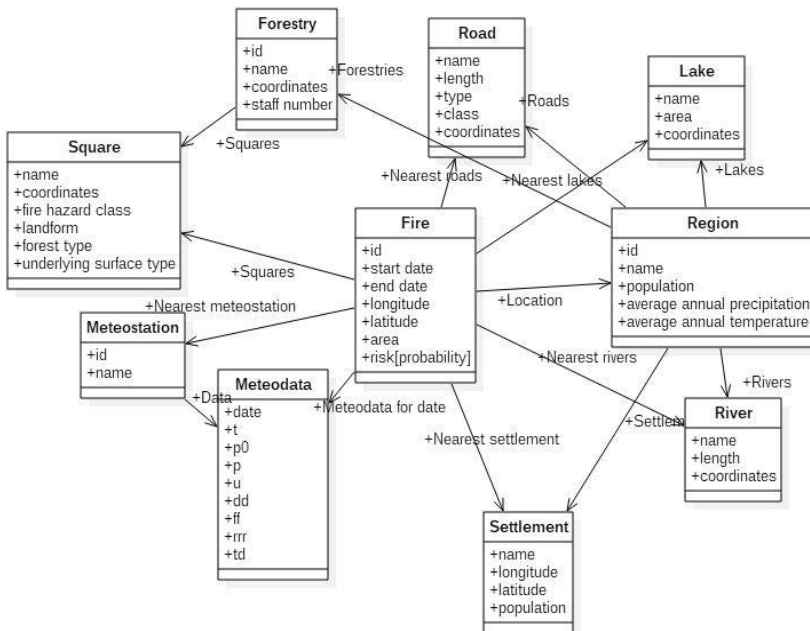 Forestry
+id
+name
+coordinates
+staff number
+Forestries
Road
+name
+length
+type
+class
+coordinates
+Roads
Lake
+name
+area
+coordinates
+Lakes
Square
+name
+coordinates
+fire hazard class
+landform
+forest type
+underlying surface type
+Squares
+Squares
+Nearest roads
+Nearest lakes
Fire
+id
+start date
+end date
+longitude
+latitude
+area
+risk[probability]
+Location
Region
+id
+name
+population
+average annual precipitation
+average annual temperature
+Nearest meteostation
Meteostation
+id
+name
+Data
Meteodata
+date
+t
+p0
+p
+u
+dd
+ff
+rrr
+td
+Meteodata for date
+Nearest settlement
+Nearest rivers
+Rivers
+Settlem
River
+name
+length
+coordinates
Settlement
+name
+longitude
+latitude
+population